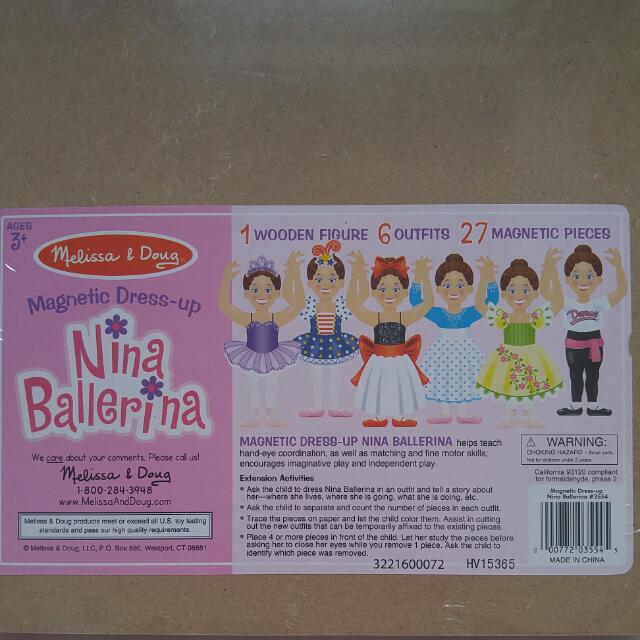 AGES
3+
Melissa & Doug
Magnetic Dress-up
Nina
Ballerina
We care about your comments. Please call us!
Melissa & Doug
1-800-284-3948
www.MelissaAndDoug.com
Melissa & Doug products meet or exceed all U.S. toy testing
standards and pass our high quality requirements.
© Melissa & Doug, LLC, P.O. Box 590, Westport, CT 06881
1 WOODEN FIGURE 6 OUTFITS 27 MAGNETIC PIECES
Dance
MAGNETIC DRESS-UP NINA BALLERINA helps teach
hand-eye coordination, as well as matching and fine motor skills;
encourages imaginative play and independent play.
Extension Activities
• Ask the child to dress Nina Ballerina in an outfit and tell a story about
her—where she lives, where she is going, what she is doing, etc.
• Ask the child to separate and count the number of pieces in each outfit.
• Trace the pieces on paper and let the child color them. Assist in cutting
out the new outfits that can be temporarily affixed to the existing pieces.
• Place 4 or more pieces in front of the child. Let her study the pieces before
asking her to close her eyes while you remove 1 piece. Ask the child to
identify which piece was removed.
3221600072 HV15365
WARNING:
CHOKING HAZARD - Small parts.
Not for children under 3 years.
California 93120 compliant
for formaldehyde, phase 2
Magnetic Dress-up
Nina Ballerina #3554
0 00772 03554 5
MADE IN CHINA